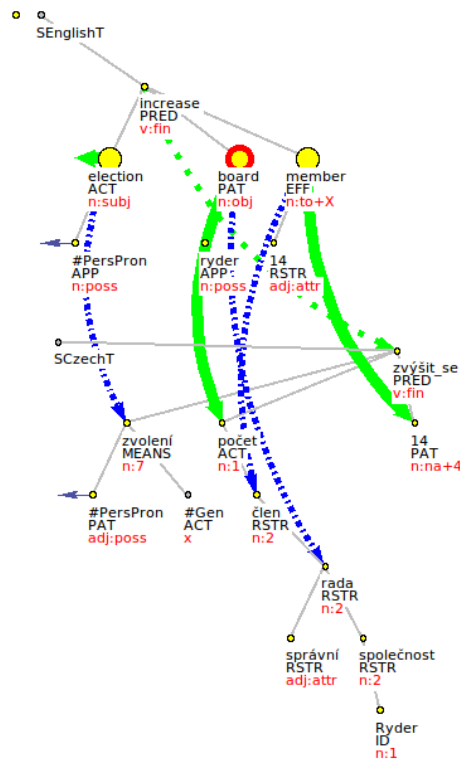 SEnglishT
increase
PRED
v:fin
election
ACT
n:subj
board
PAT
n:obj
member
EFF
n:to+X
#PersPron
APP
n:poss
ryder
APP
n:poss
14
RSTR
adj:attr
SCzechT
zvýšit_se
PRED
v:fin
zvolení
MEANS
n:7
počet
ACT
n:1
14
PAT
n:na+4
#PersPron
PAT
adj:poss
#Gen
ACT
x
člen
RSTR
n:2
rada
RSTR
n:2
správní
RSTR
adj:attr
společnost
RSTR
n:2
Ryder
ID
n:1